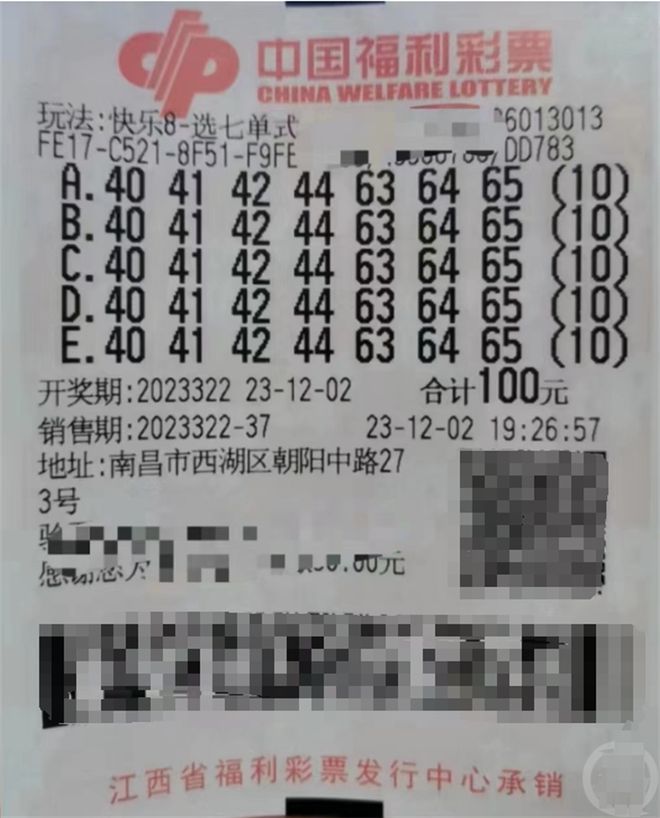 中国福利彩票
CHINA WELFARE LOTTERY
玩法:快乐8-选七单式 6013013
FE17-C521-8F51-F9FE /DD783
A.40 41 42 44 63 64 65 (10)
B.40 41 42 44 63 64 65 (10)
C.40 41 42 44 63 64 65 (10)
D.40 41 42 44 63 64 65 (10)
E.40 41 42 44 63 64 65 (10)
开奖期:2023322 23-12-02 合计100元
销售期:2023322-37 23-12-02 19:26:57
地址:南昌市西湖区朝阳中路27
3号
元
江西省福利彩票发行中心承销